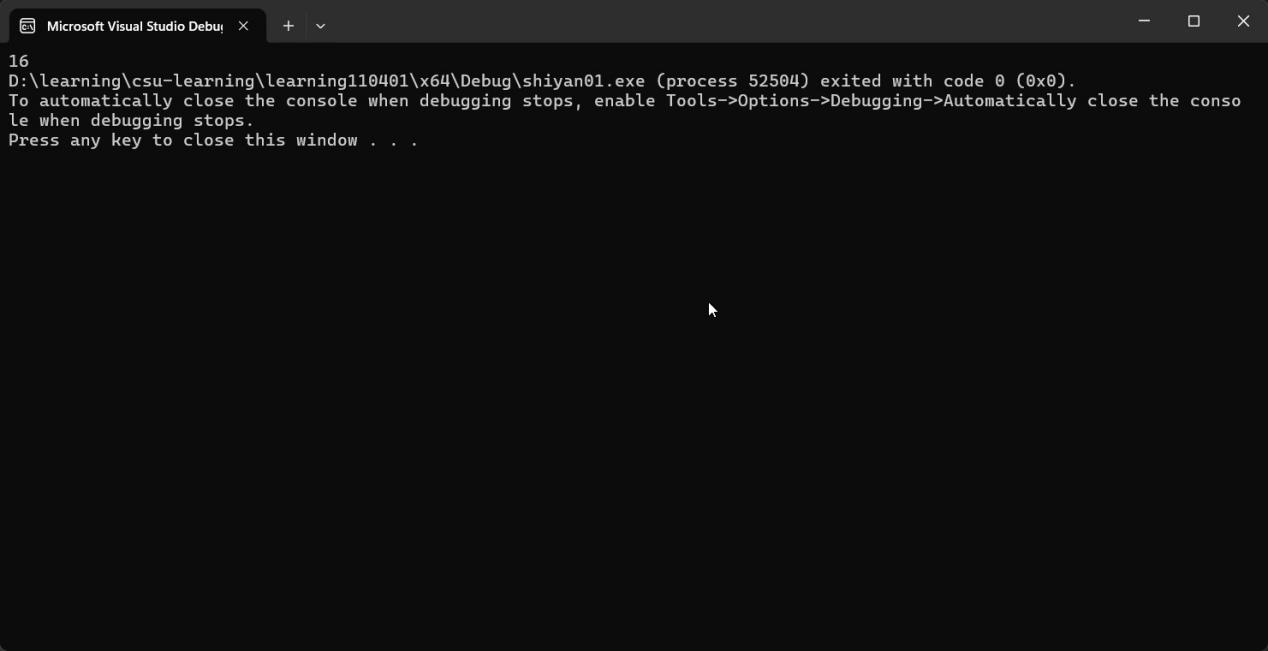 Microsoft Visual Studio Debu
16
D:\learning\csu-learning\learning110401\x64\Debug\shiyan01.exe (process 52504) exited with code 0 (0x0).
To automatically close the console when debugging stops, enable Tools->Options->Debugging->Automatically close the conso
le when debugging stops.
Press any key to close this window . . .